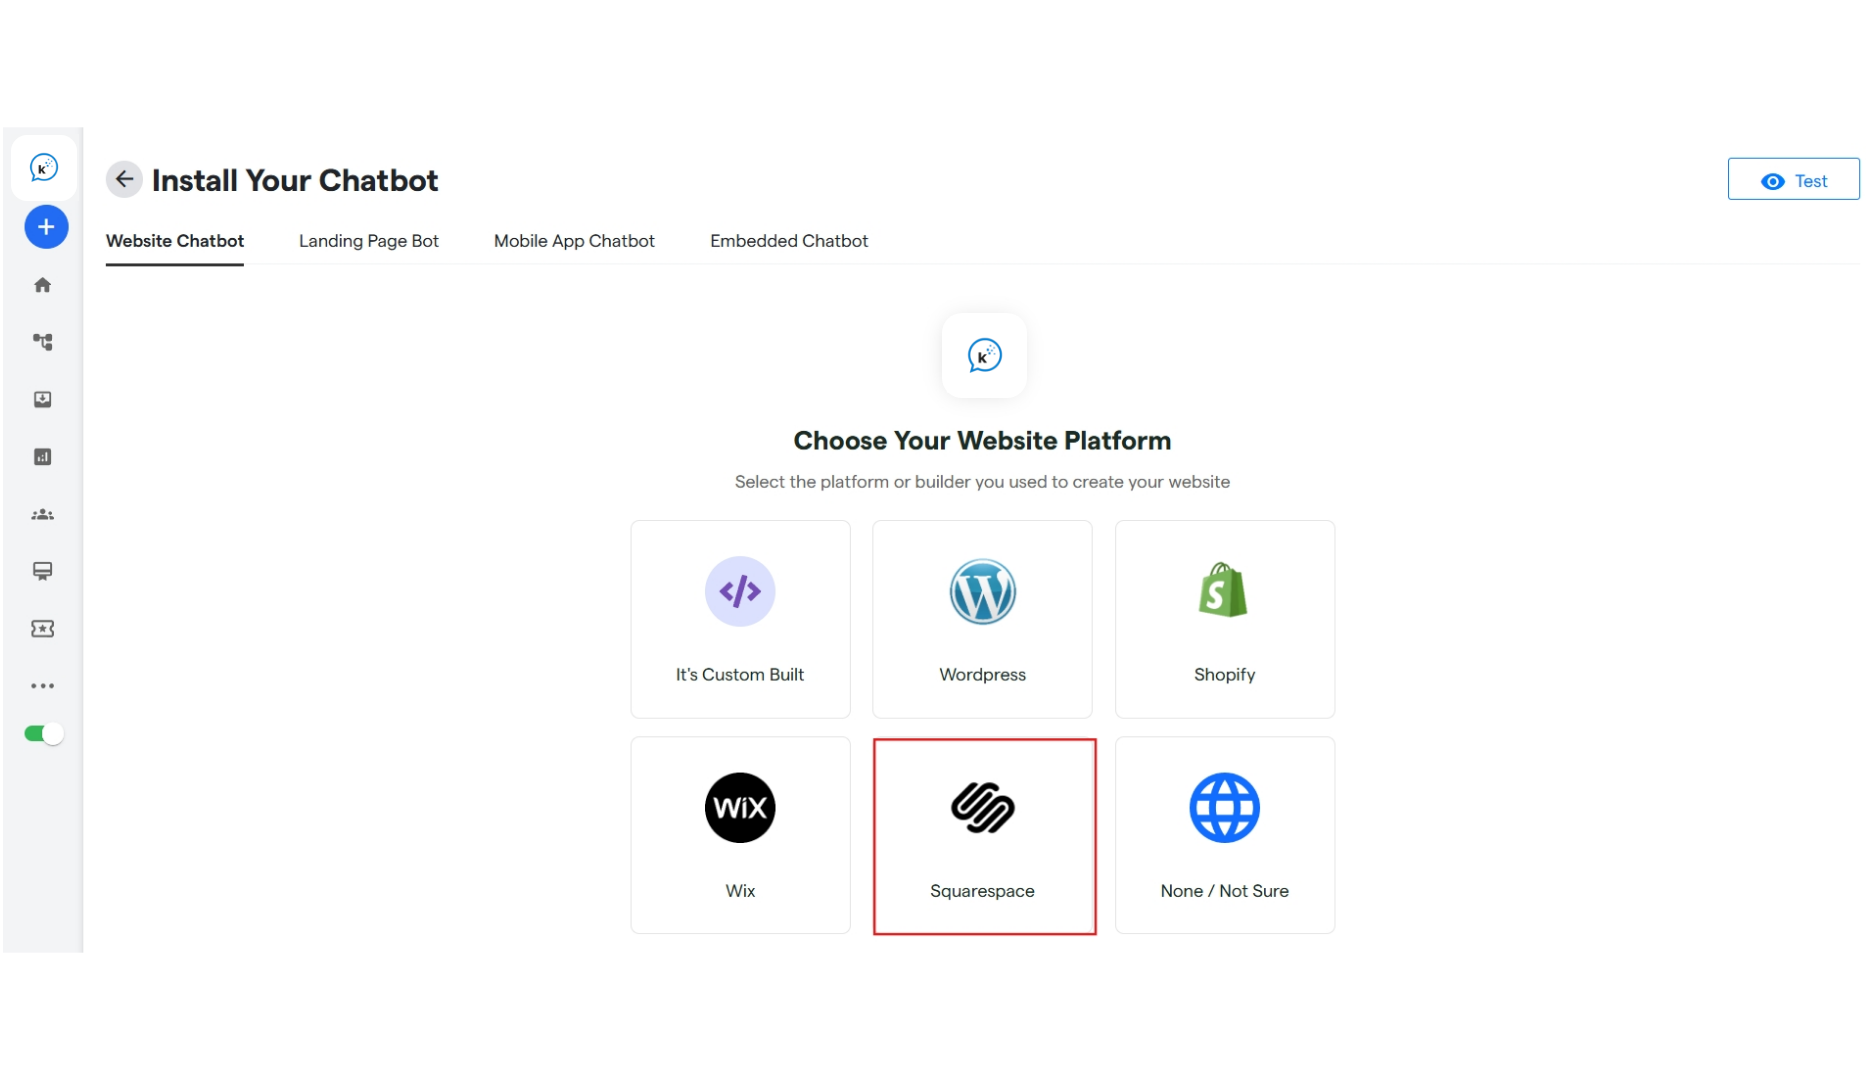 k
Install Your Chatbot
Test
Website Chatbot
Landing Page Bot
Mobile App Chatbot
Embedded Chatbot
k
Choose Your Website Platform
Select the platform or builder you used to create your website
</>
W
S
It's Custom Built
Wordpress
Shopify
WiX
Wix
Squarespace
None / Not Sure